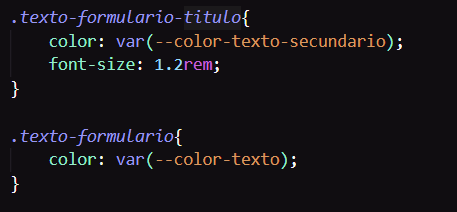 .texto-formulario-titulo{
    color: var(--color-texto-secundario);
    font-size: 1.2rem;
}

.texto-formulario{
    color: var(--color-texto);
}